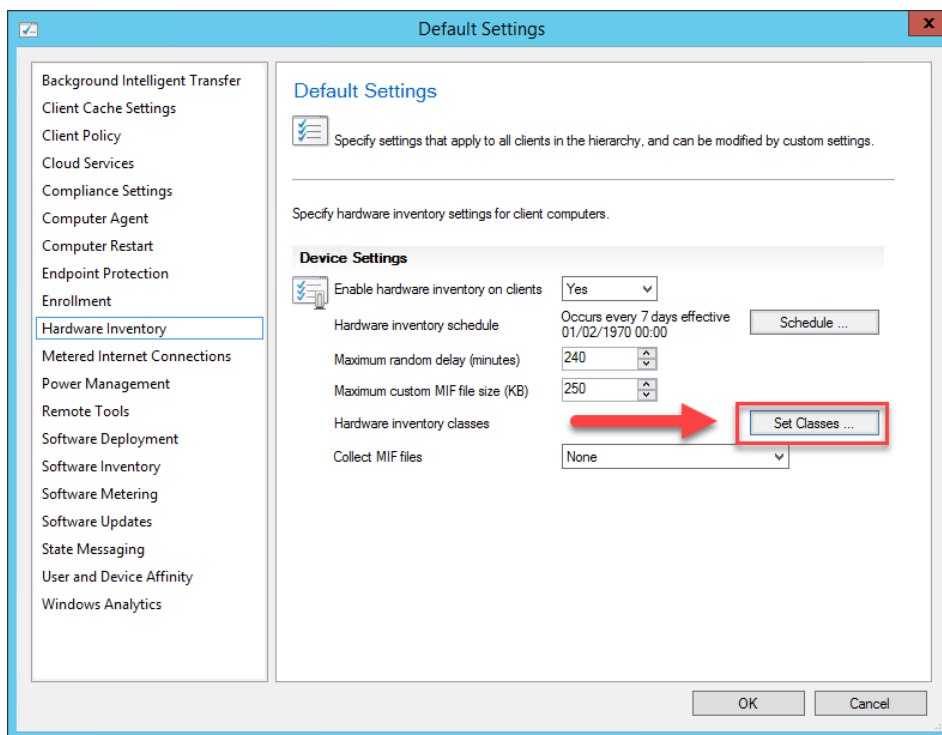 Default Settings
x
Background Intelligent Transfer
Client Cache Settings
Client Policy
Cloud Services
Compliance Settings
Computer Agent
Computer Restart
Endpoint Protection
Enrollment
Hardware Inventory
Metered Internet Connections
Power Management
Remote Tools
Software Deployment
Software Inventory
Software Metering
Software Updates
State Messaging
User and Device Affinity
Windows Analytics
Default Settings
Specify settings that apply to all clients in the hierarchy, and can be modified by custom settings.
Specify hardware inventory settings for client computers.
Device Settings
Enable hardware inventory on clients Yes
Hardware inventory schedule Occurs every 7 days effective
01/02/1970 00:00 Schedule ...
Maximum random delay (minutes) 240
Maximum custom MIF file size (KB) 250
Hardware inventory classes Set Classes ...
Collect MIF files None
OK Cancel